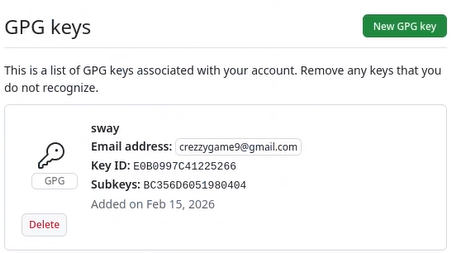 GPG keys
New GPG key
This is a list of GPG keys associated with your account. Remove any keys that you
do not recognize.
sway
Email address: crezzygame9@gmail.com
Key ID: E0B0997C41225266
GPG
Subkeys: BC356D6051980404
Added on Feb 15, 2026
Delete